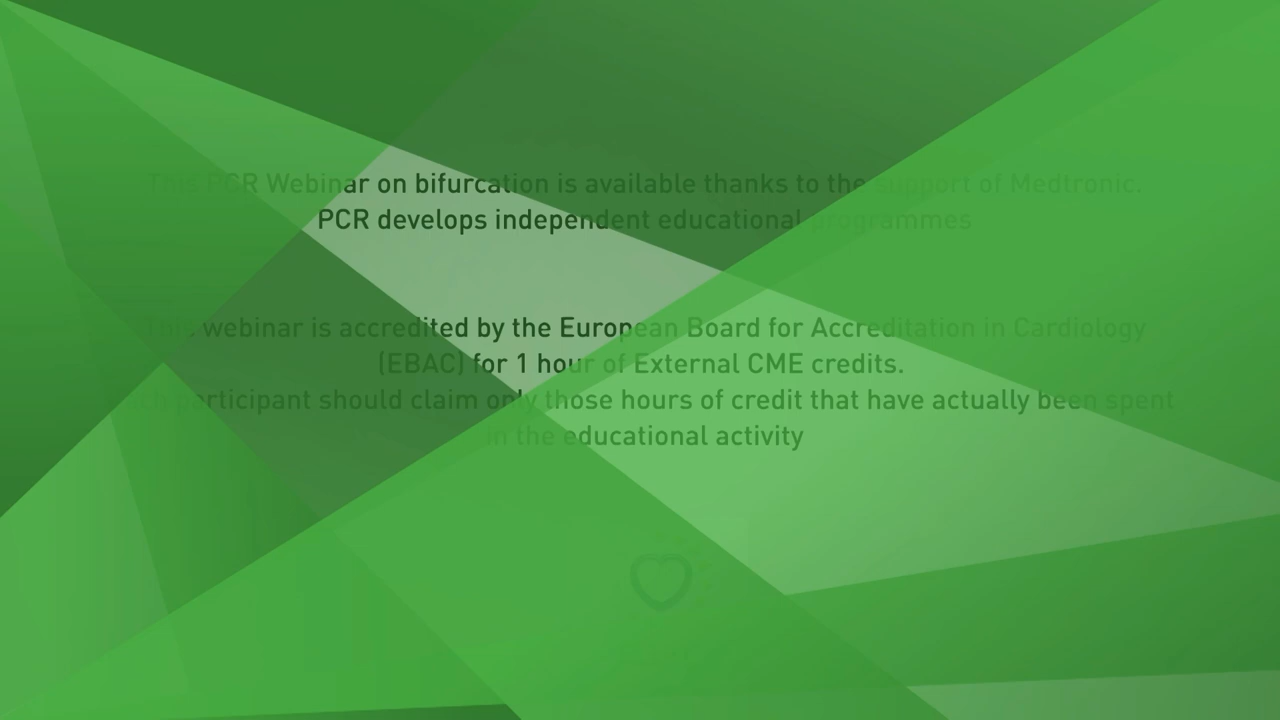 This PCR Webinar on bifurcation is available thanks to the support of Medtronic.
PCR develops independent educational programmes
This webinar is accredited by the European Board for Accreditation in Cardiology
(EBAC) for 1 hour of External CME credits.
Each participant should claim only those hours of credit that have actually been spent
in the educational activity